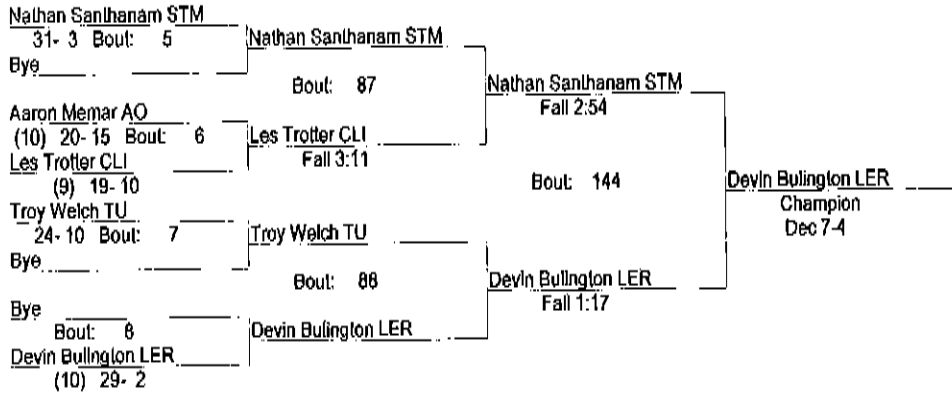 Nathan Santhanam STM
31- 3 Bout: 5
Bye
Nathan Santhanam STM
Bout: 87
Aaron Memar AO
(10) 20- 15 Bout: 6
Les Trotter CLI
(9) 19- 10
Les Trotter CLI
Fall 3:11
Nathan Santhanam STM
Fall 2:54
Bout: 144
Troy Welch TU
24- 10 Bout: 7
Bye
Troy Welch TU
Bout: 88
Bye
Bout: 8
Devin Bulington LER
(10) 29- 2
Devin Bulington LER
Devin Bulington LER
Fall 1:17
Devin Bulington LER
Champion
Dec 7-4